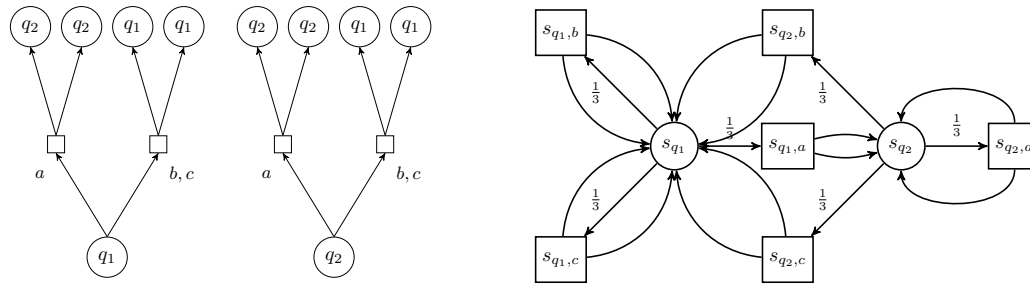 q₂ q₂ q₁ q₁ q₂ q₂ q₁ q₁
a b, c a b, c
q₁ q₂
s_{q₁,b} s_{q₂,b}
1/3 1/3
1/3 1/3
s_{q₁} s_{q₁,a} s_{q₂} s_{q₂,a}
1/3 1/3
s_{q₁,c} s_{q₂,c}